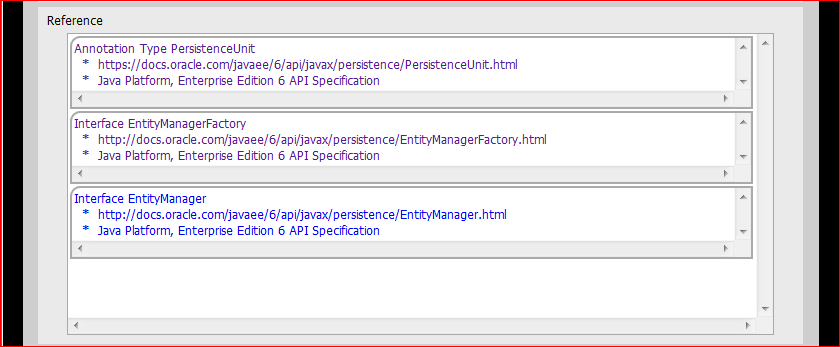 Reference
Annotation Type PersistenceUnit
* https://docs.oracle.com/javaee/6/api/javax/persistence/PersistenceUnit.html
* Java Platform, Enterprise Edition 6 API Specification
Interface EntityManagerFactory
* http://docs.oracle.com/javaee/6/api/javax/persistence/EntityManagerFactory.html
* Java Platform, Enterprise Edition 6 API Specification
Interface EntityManager
* http://docs.oracle.com/javaee/6/api/javax/persistence/EntityManager.html
* Java Platform, Enterprise Edition 6 API Specification